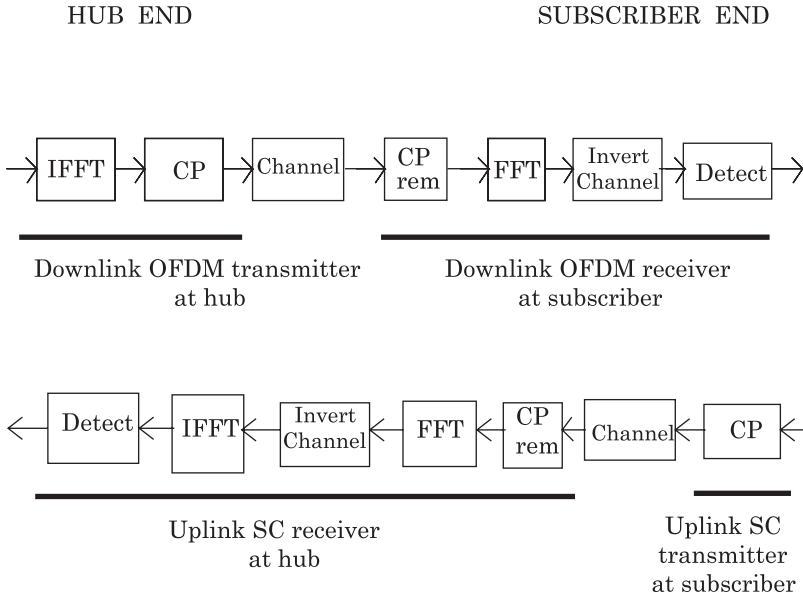 HUB END
SUBSCRIBER END
IFFT
CP
Channel
CP
rem
FFT
Invert
Channel
Detect
Downlink OFDM transmitter
at hub
Downlink OFDM receiver
at subscriber
Detect
IFFT
Invert
Channel
FFT
CP
rem
Channel
CP
Uplink SC receiver
at hub
Uplink SC
transmitter
at subscriber